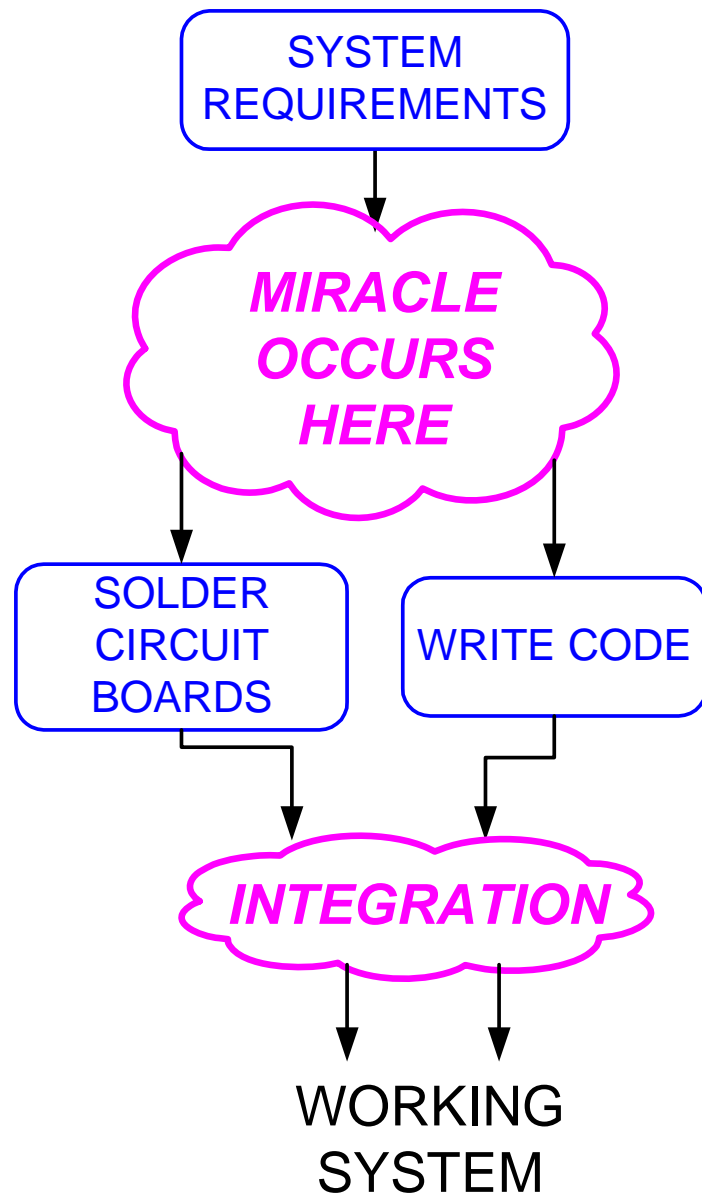 SYSTEM
REQUIREMENTS
MIRACLE
OCCURS
HERE
SOLDER
CIRCUIT
BOARDS
WRITE CODE
INTEGRATION
WORKING
SYSTEM